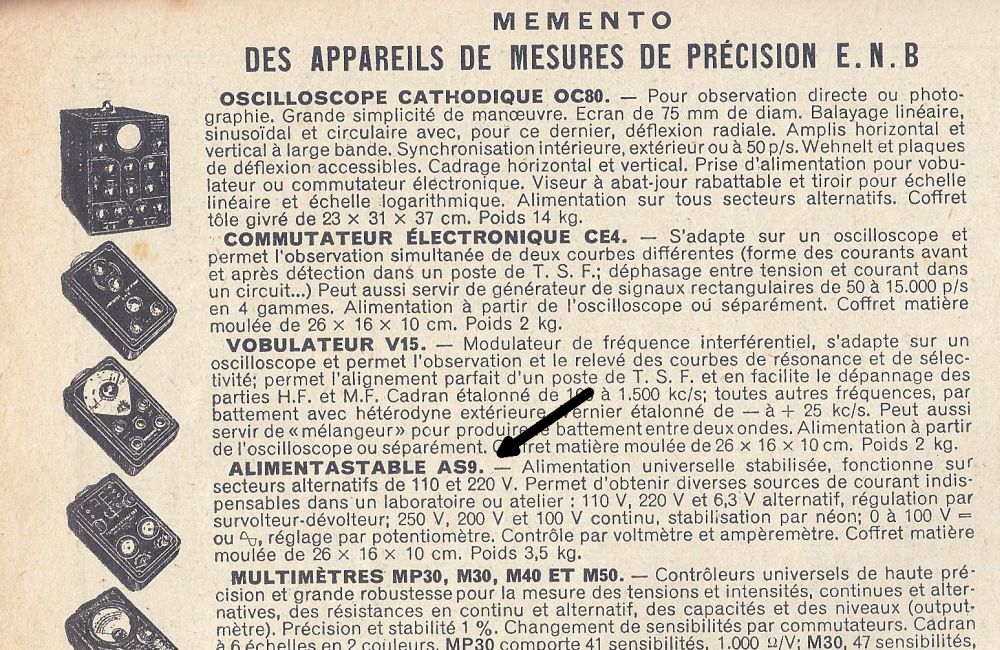 MEMENTO
DES APPAREILS DE MESURES DE PRÉCISION E.N.B
OSCILLOSCOPE CATHODIQUE OC80. — Pour observation directe ou photo-
graphie. Grande simplicité de manœuvre. Ecran de 75 mm de diam. Balayage linéaire,
sinusoïdal et circulaire avec, pour ce dernier, déflexion radiale. Amplis horizontal et
vertical à large bande. Synchronisation intérieure, extérieur ou à 50 p/s. Wehnelt et plaques
de déflexion accessibles. Cadrage horizontal et vertical. Prise d'alimentation pour vobu-
lateur ou commutateur électronique. Viseur à abat-jour rabattable et tiroir pour échelle
linéaire et échelle logarithmique. Alimentation sur tous secteurs alternatifs. Coffret
tôle givré de 23 × 31 × 37 cm. Poids 14 kg.
COMMUTATEUR ÉLECTRONIQUE CE4. — S'adapte sur un oscilloscope et
permet l'observation simultanée de deux courbes différentes (forme des courants avant
et après détection dans un poste de T. S. F.; déphasage entre tension et courant dans
un circuit...) Peut aussi servir de générateur de signaux rectangulaires de 50 à 15.000 p/s
en 4 gammes. Alimentation à partir de l'oscilloscope ou séparément. Coffret matière
moulée de 26 × 16 × 10 cm. Poids 2 kg.
VOBULATEUR V15. — Modulateur de fréquence interférentiel, s'adapte sur un
oscilloscope et permet l'observation et le relevé des courbes de résonance et de sélec-
tivité; permet l'alignement parfait d'un poste de T. S. F. et en facilite le dépannage des
parties H.F. et M.F. Cadran étalonné de à 1.500 kc/s; toutes autres fréquences, par
battement avec hétérodyne extérieure. Vernier étalonné de — à + 25 kc/s. Peut aussi
servir de «mélangeur» pour produire battement entre deux ondes. Alimentation à partir
de l'oscilloscope ou séparément. Coffret matière moulée de 26 × 16 × 10 cm. Poids 2 kg.
ALIMENTASTABLE AS9. — Alimentation universelle stabilisée, fonctionne sur
secteurs alternatifs de 110 et 220 V. Permet d'obtenir diverses sources de courant indis-
pensables dans un laboratoire ou atelier : 110 V, 220 V et 6,3 V alternatif, régulation par
survolteur-dévolteur; 250 V, 200 V et 100 V continu, stabilisation par néon; 0 à 100 V =
ou ∿, réglage par potentiomètre. Contrôle par voltmètre et ampèremètre. Coffret matière
moulée de 26 × 16 × 10 cm. Poids 3,5 kg.
MULTIMÈTRES MP30, M30, M40 ET M50. — Contrôleurs universels de haute pré-
cision et grande robustesse pour la mesure des tensions et intensités, continues et alter-
natives, des résistances en continu et alternatif, des capacités et des niveaux (output-
mètre). Précision et stabilité 1 %. Changement de sensibilités par commutateurs. Cadran
à 6 échelles en 2 couleurs. MP30 comporte 41 sensibilités, 1.000 Ω/V; M30, 47 sensibilités,